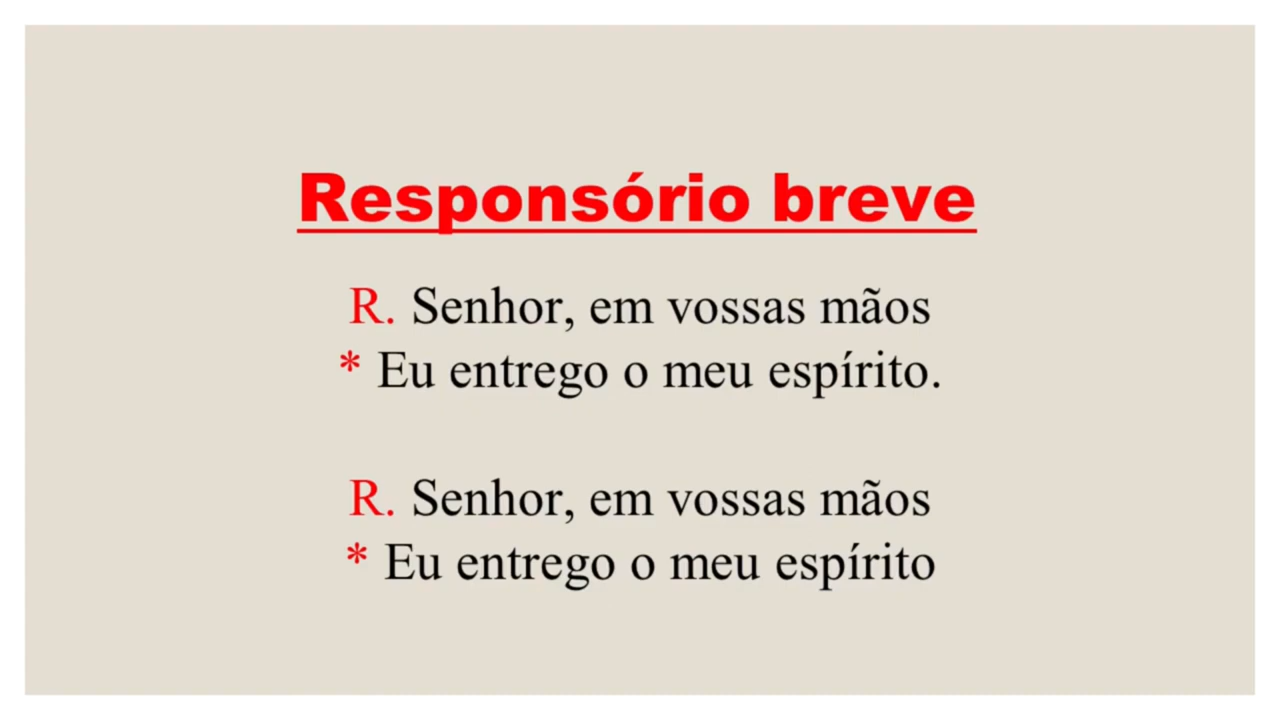 Responsório breve
R. Senhor, em vossas mãos
* Eu entrego o meu espírito.
R. Senhor, em vossas mãos
* Eu entrego o meu espírito